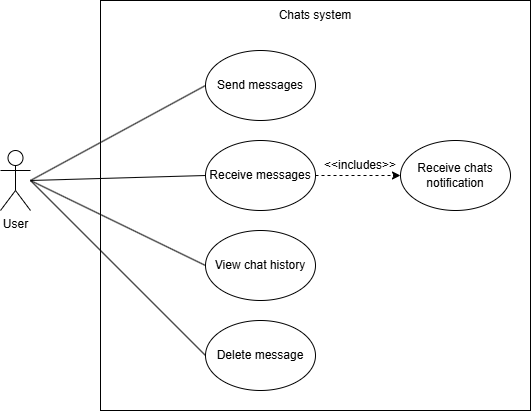 Chats system
Send messages
Receive messages
<<includes>>
Receive chats
notification
User
View chat history
Delete message